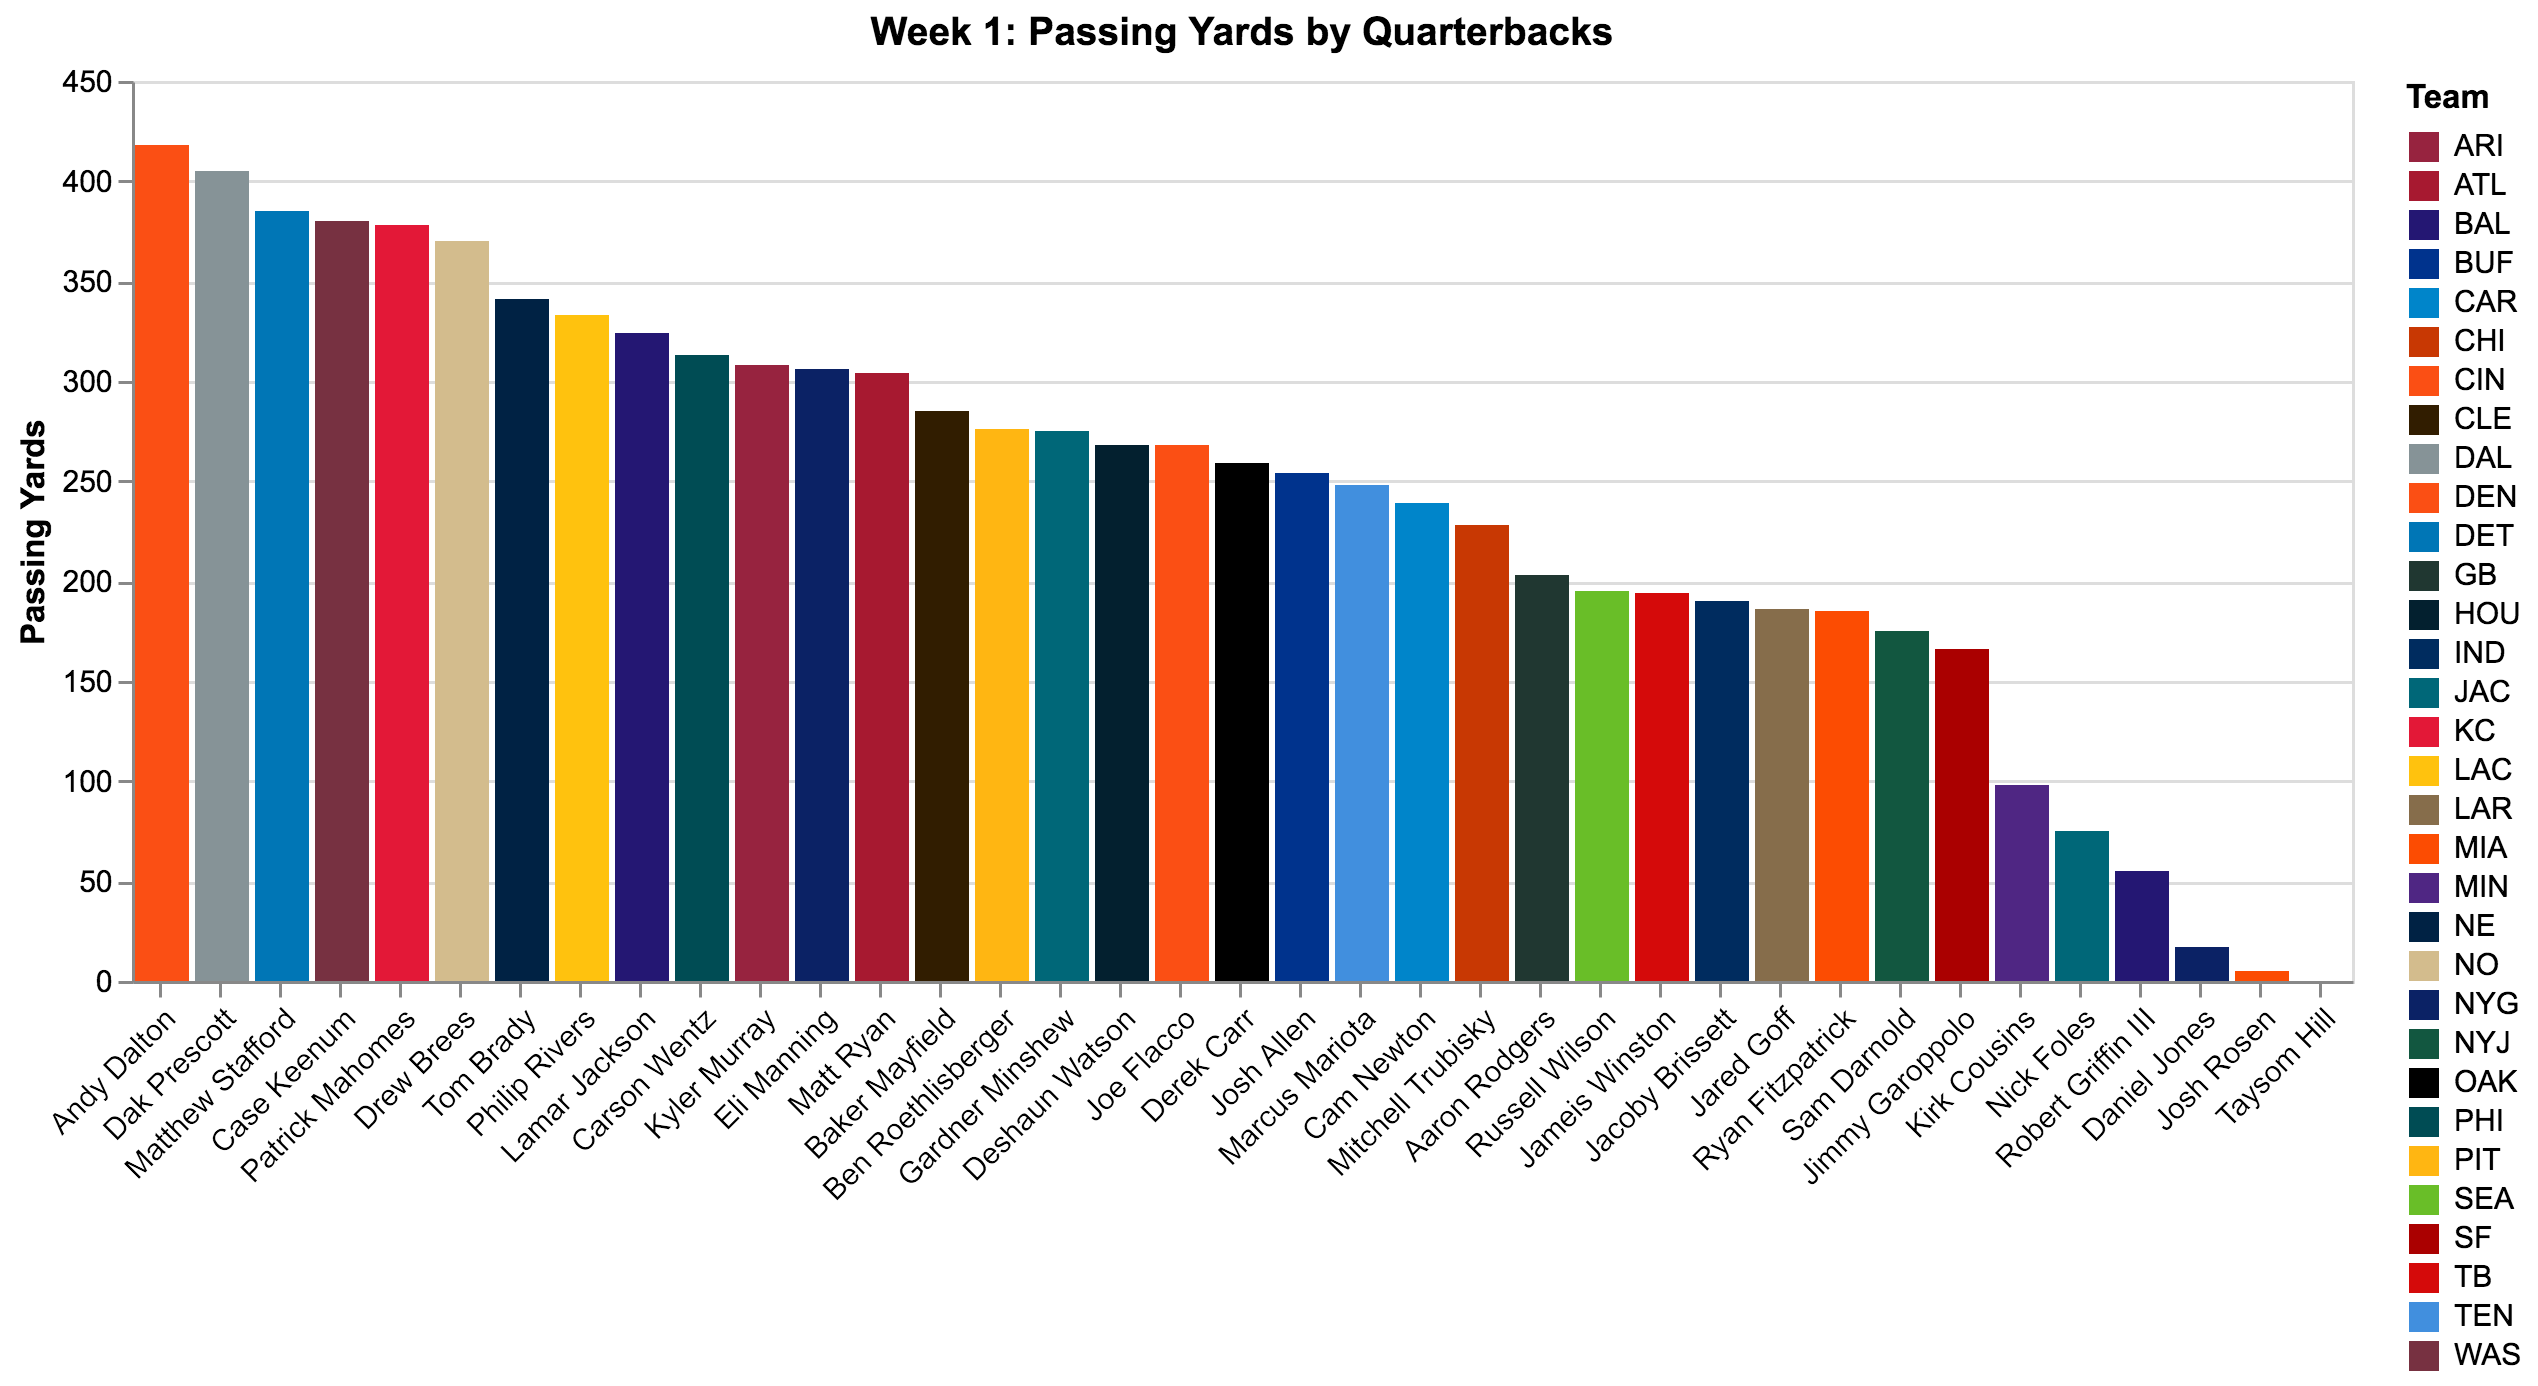 Week 1: Passing Yards by Quarterbacks
Passing Yards
450
400
350
300
250
200
150
100
50
0
Andy Dalton
Dak Prescott
Matthew Stafford
Case Keenum
Patrick Mahomes
Drew Brees
Tom Brady
Philip Rivers
Lamar Jackson
Carson Wentz
Kyler Murray
Eli Manning
Matt Ryan
Baker Mayfield
Ben Roethlisberger
Gardner Minshew
Deshaun Watson
Joe Flacco
Derek Carr
Josh Allen
Marcus Mariota
Cam Newton
Mitchell Trubisky
Aaron Rodgers
Russell Wilson
Jameis Winston
Jacoby Brissett
Jared Goff
Ryan Fitzpatrick
Sam Darnold
Jimmy Garoppolo
Kirk Cousins
Nick Foles
Robert Griffin III
Daniel Jones
Josh Rosen
Taysom Hill
Team
ARI
ATL
BAL
BUF
CAR
CHI
CIN
CLE
DAL
DEN
DET
GB
HOU
IND
JAC
KC
LAC
LAR
MIA
MIN
NE
NO
NYG
NYJ
OAK
PHI
PIT
SEA
SF
TB
TEN
WAS